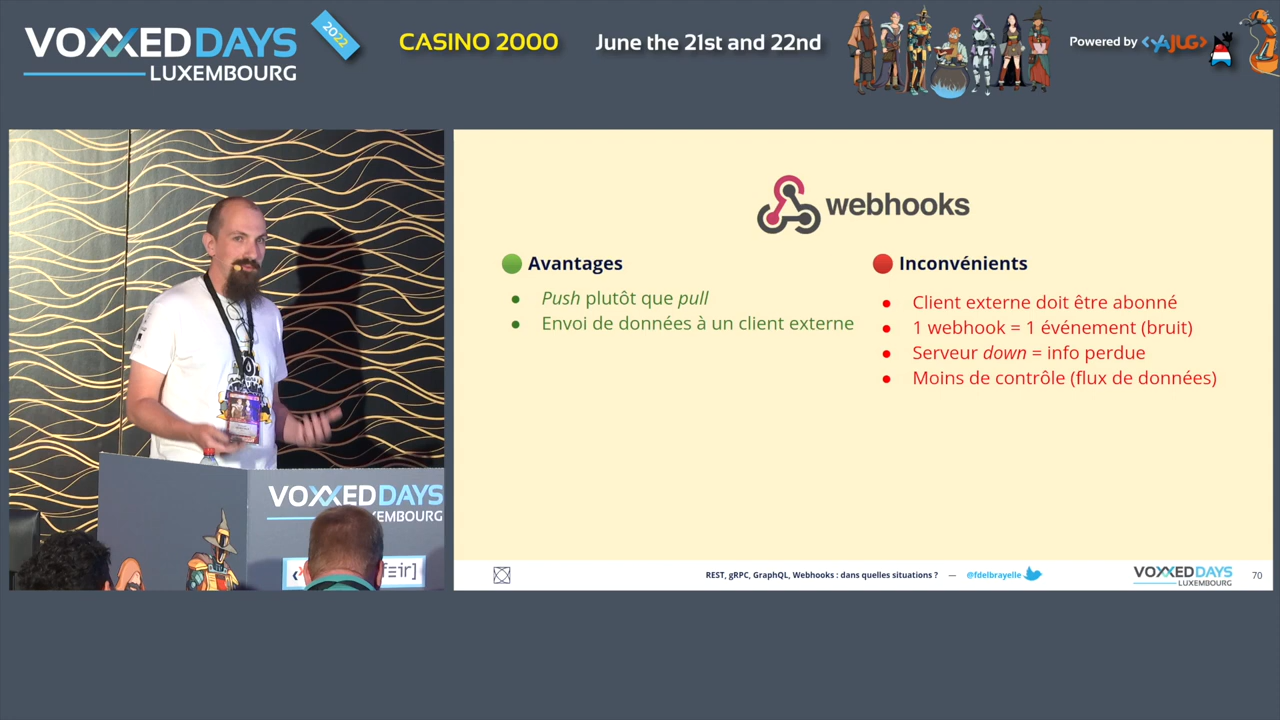 VOXXEDDAYS
LUXEMBOURG
2022
CASINO 2000
June the 21st and 22nd
Powered by <YAJUG>
webhooks
Avantages
Push plutôt que pull
Envoi de données à un client externe
Inconvénients
Client externe doit être abonné
1 webhook = 1 événement (bruit)
Serveur down = info perdue
Moins de contrôle (flux de données)
VOXXEDDAYS
REST, gRPC, GraphQL, Webhooks : dans quelles situations ? — @fdelbrayelle
VOXXEDDAYS
LUXEMBOURG
70